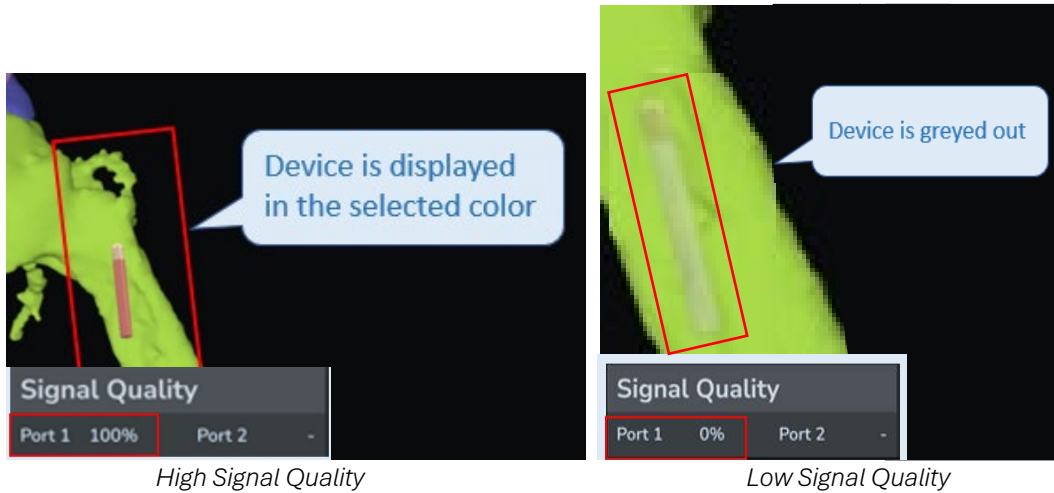 Device is displayed
in the selected color
Signal Quality
Port 1 100% Port 2 -
High Signal Quality
Device is greyed out
Signal Quality
Port 1 0% Port 2 -
Low Signal Quality